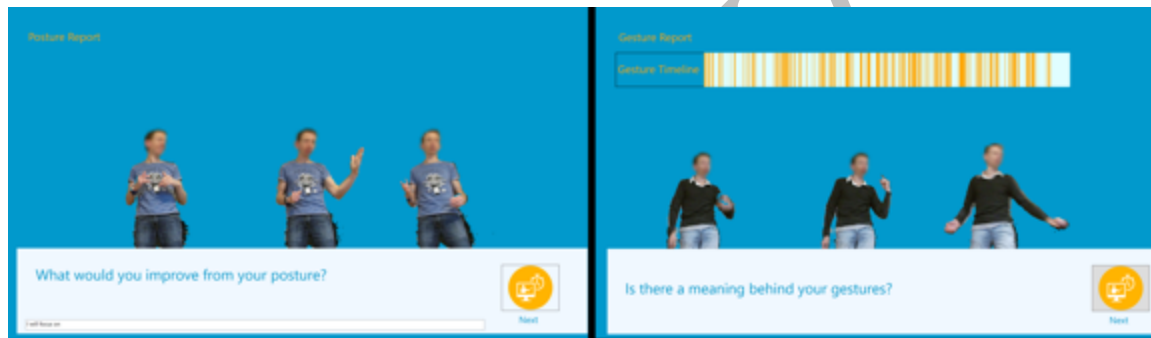 Posture Report
What would you improve from your posture?
I will focus on
Next
Gesture Report
Gesture Timeline
Is there a meaning behind your gestures?
Next